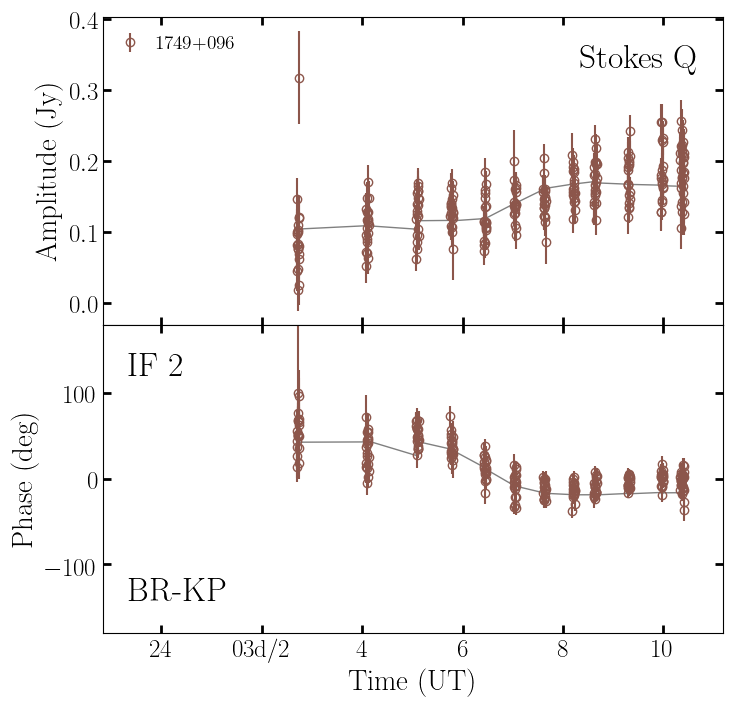 0.4
1749+096
Stokes Q
0.3
0.2
0.1
0.0
Amplitude (Jy)
IF 2
100
0
−100
Phase (deg)
BR-KP
24 03d/2 4 6 8 10
Time (UT)